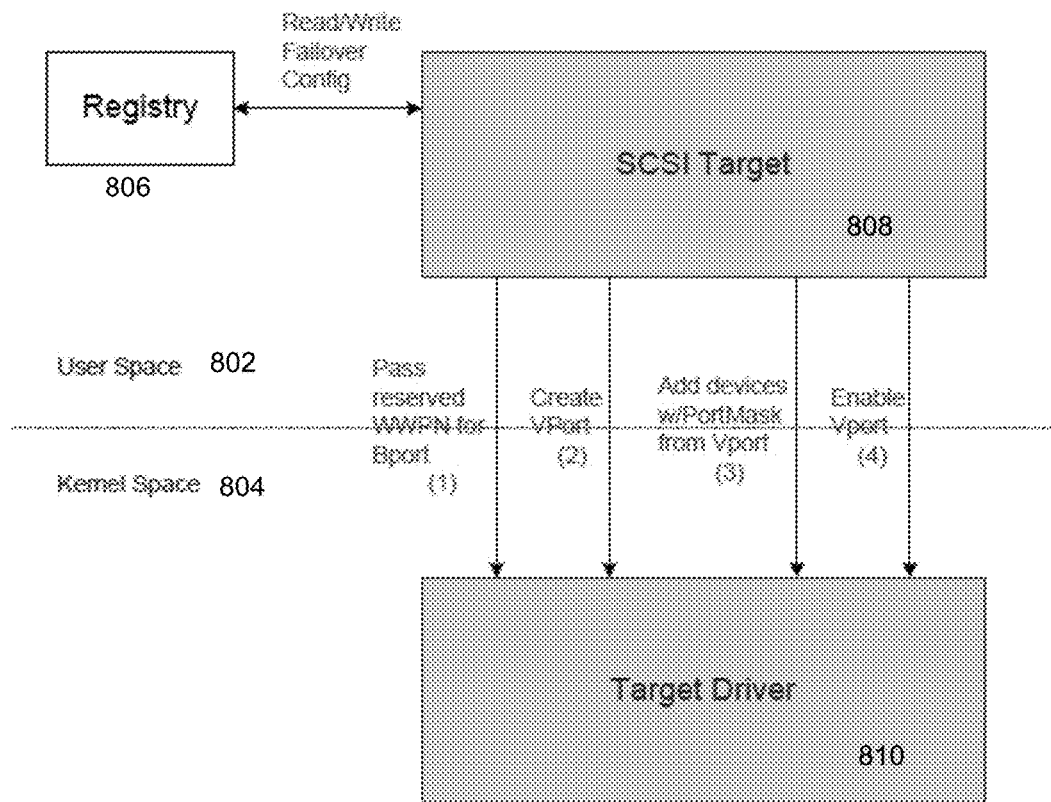 Read/Write
Failover
Config
Registry
806
SCSI Target
808
User Space 802
Pass
reserved
WWPN for
Bport
(1)
Create
VPort
(2)
Add devices
w/PortMask
from Vport
(3)
Enable
Vport
(4)
Kernel Space 804
Target Driver
810